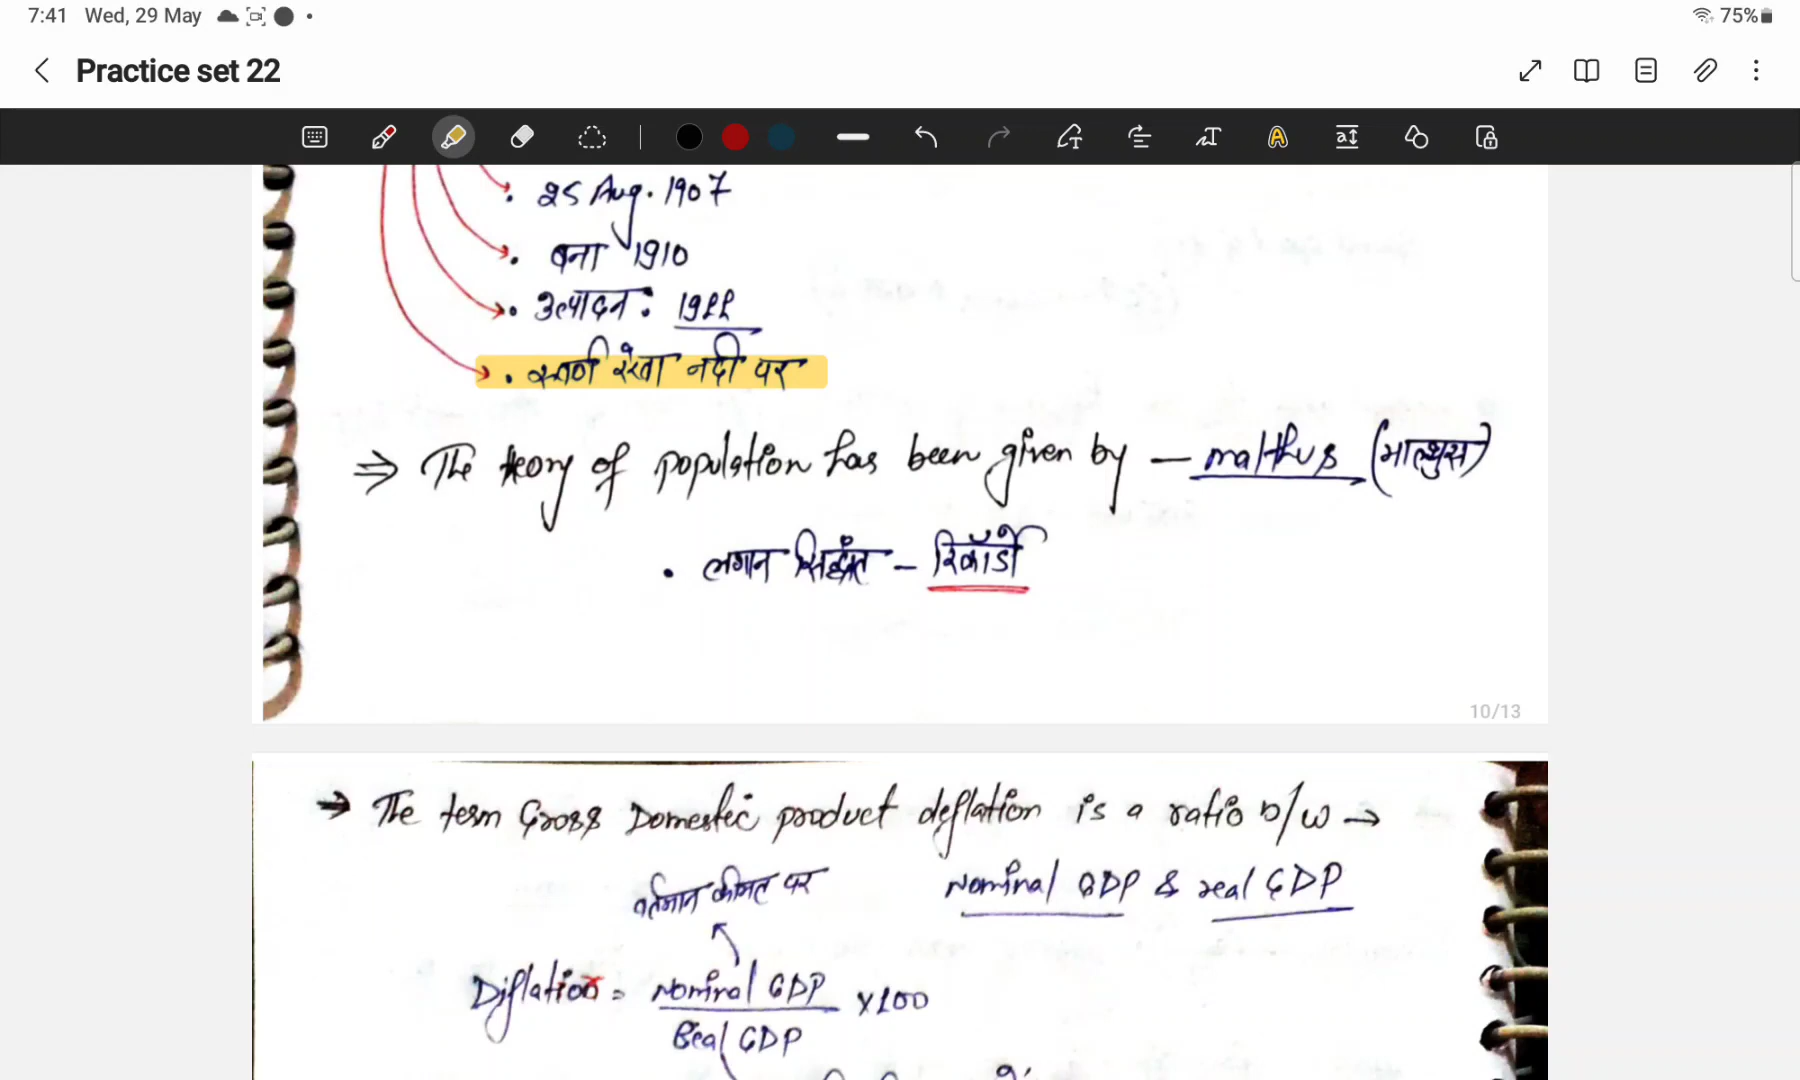 7:41 Wed, 29 May
75%
Practice set 22
25 Aug. 1907
बना 1910
उत्पादन : 1922
स्वर्ण रेखा नदी पर
⇒ The theory of population has been given by — malthus (माल्थुस)
• लगान सिद्धांत – रिकॉर्डो
10/13
→ The term Gross Domestic product deflation is a ratio b/w →
वर्तमान कीमत पर Nominal GDP & real GDP
Diflation = Nominal GDP ×100
Real GDP